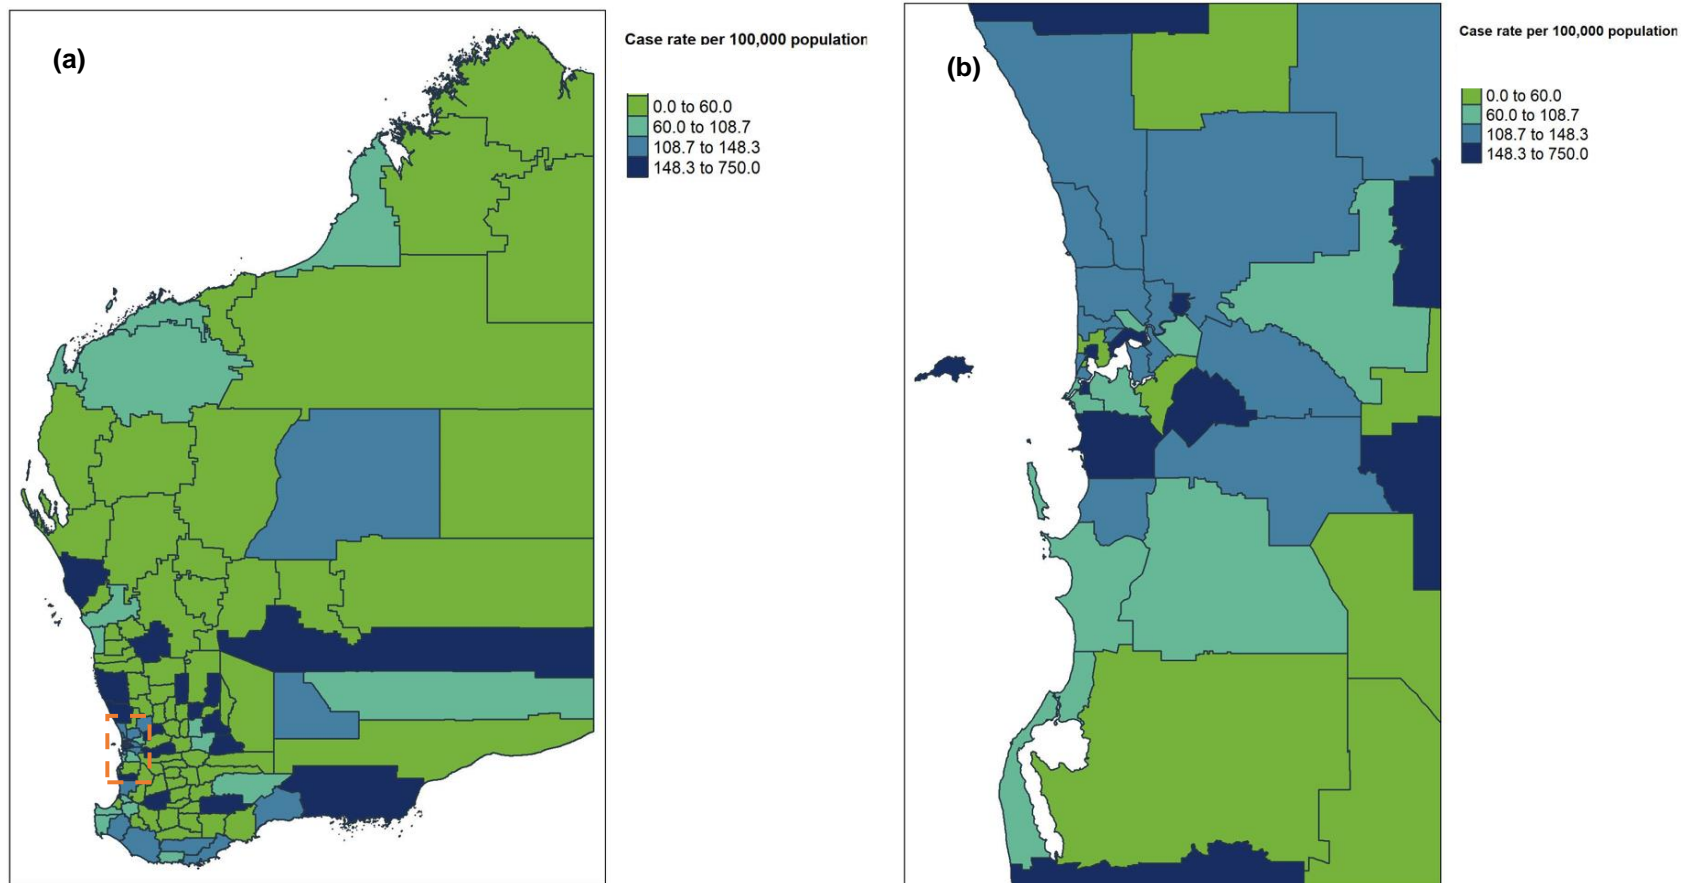 (a)
Case rate per 100,000 population
0.0 to 60.0
60.0 to 108.7
108.7 to 148.3
148.3 to 750.0
(b)
Case rate per 100,000 population
0.0 to 60.0
60.0 to 108.7
108.7 to 148.3
148.3 to 750.0